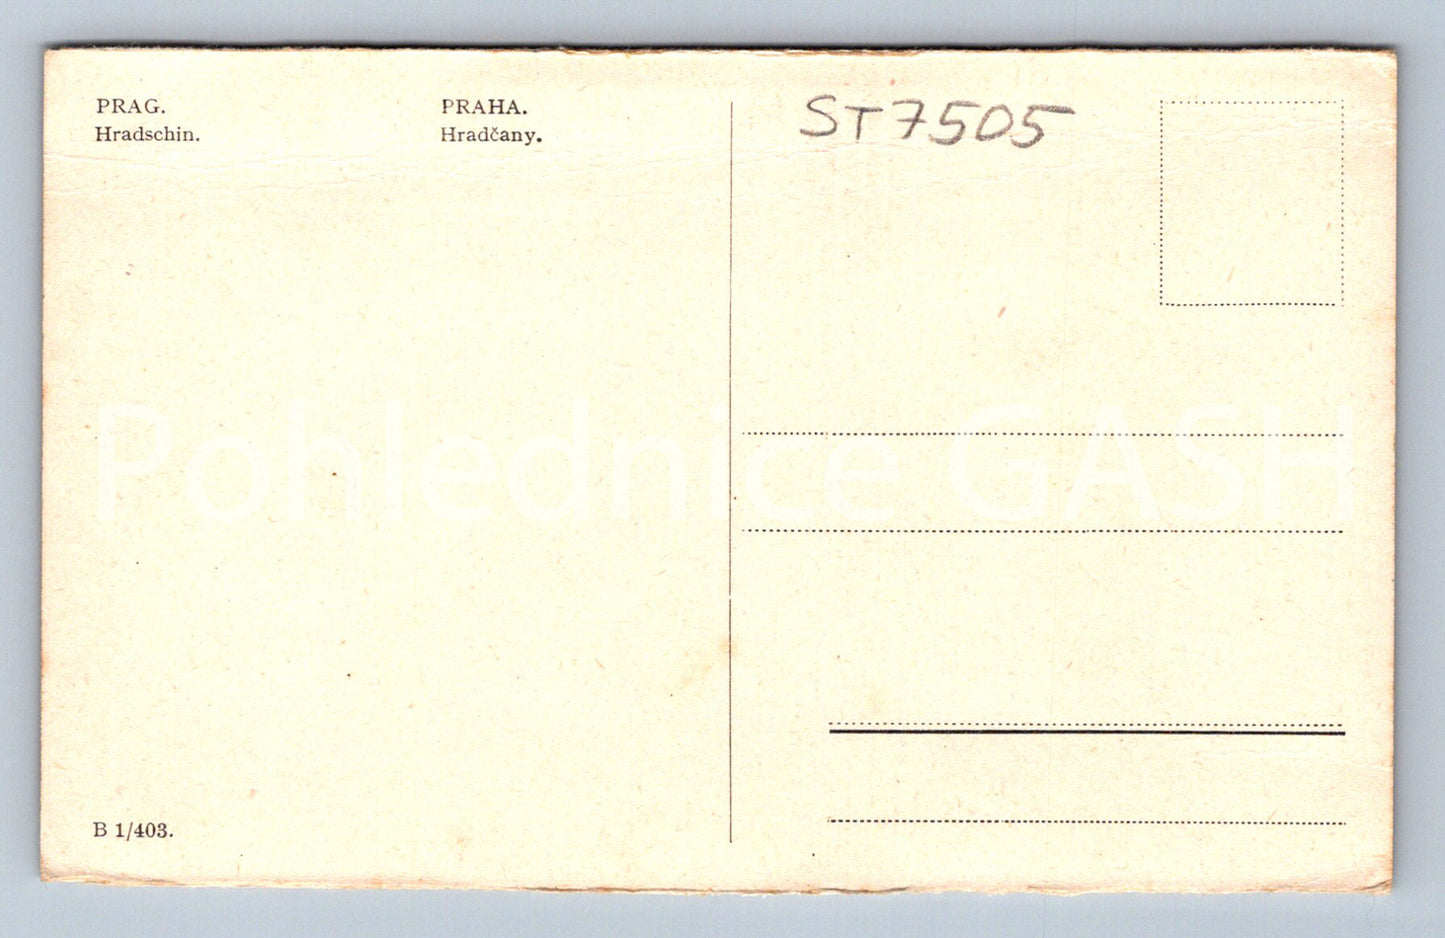 PRAG.
Hradschin.
PRAHA.
Hradčany.
ST7505
Pohlednice GASH
B 1/403.